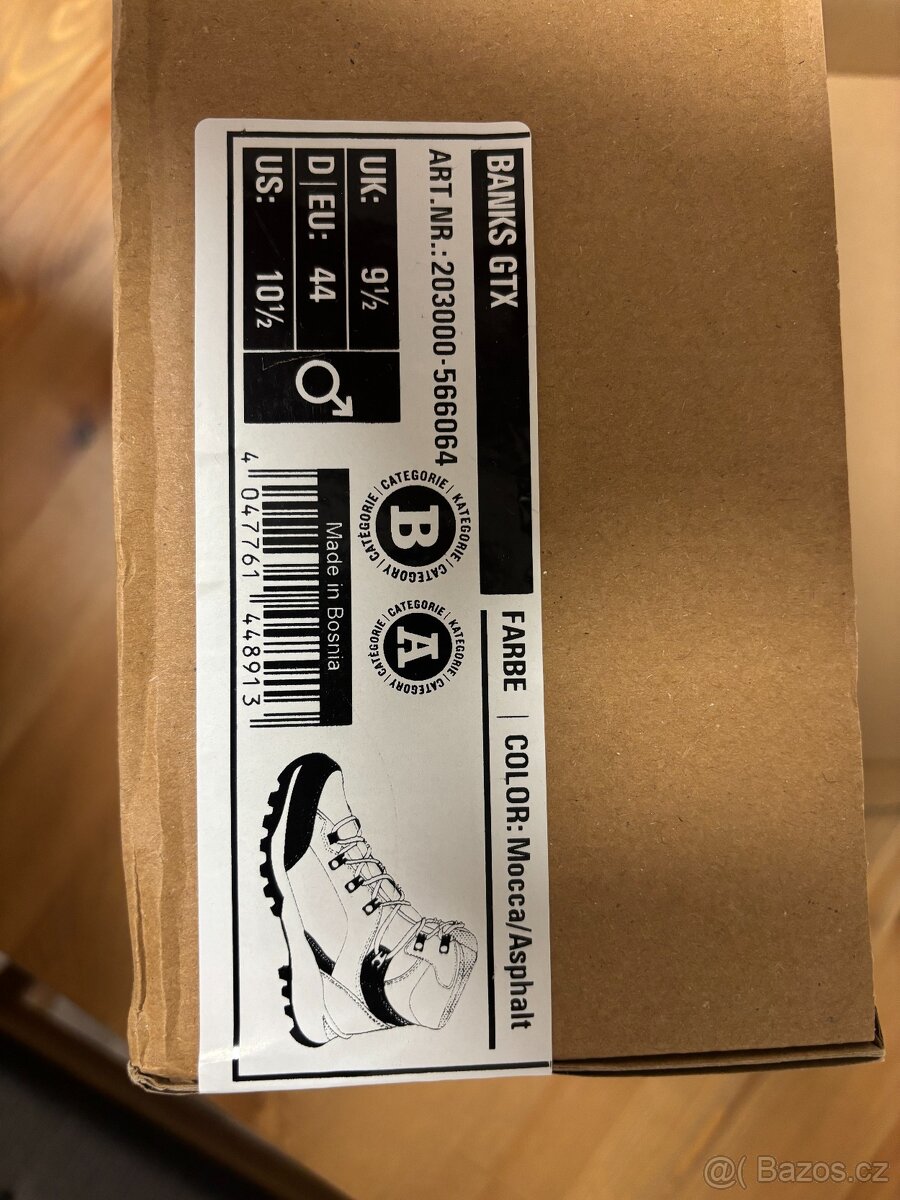 BANKS GTX
FARBE | COLOR: Mocca/Asphalt
ART.NR.: 203000-566064
UK: 9½
D|EU: 44
US: 10½
CATEGORIE | KATEGORIE | CATEGORY | CATÉGORIE |
B
CATEGORIE | KATEGORIE | CATEGORY | CATÉGORIE |
A
Made in Bosnia
4 047761 448913
@( Bazos.cz